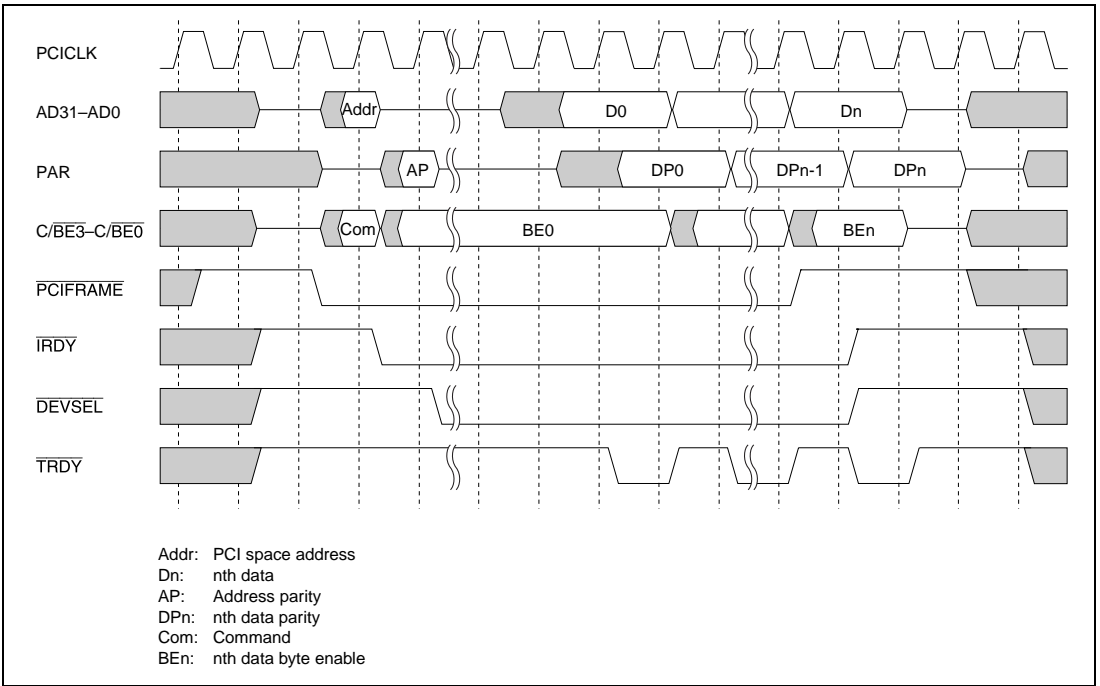 PCICLK
AD31–AD0 Addr D0 Dn
PAR AP DP0 DPn-1 DPn
C/BE3–C/BE0 Com BE0 BEn
PCIFRAME
IRDY
DEVSEL
TRDY
Addr: PCI space address
Dn: nth data
AP: Address parity
DPn: nth data parity
Com: Command
BEn: nth data byte enable